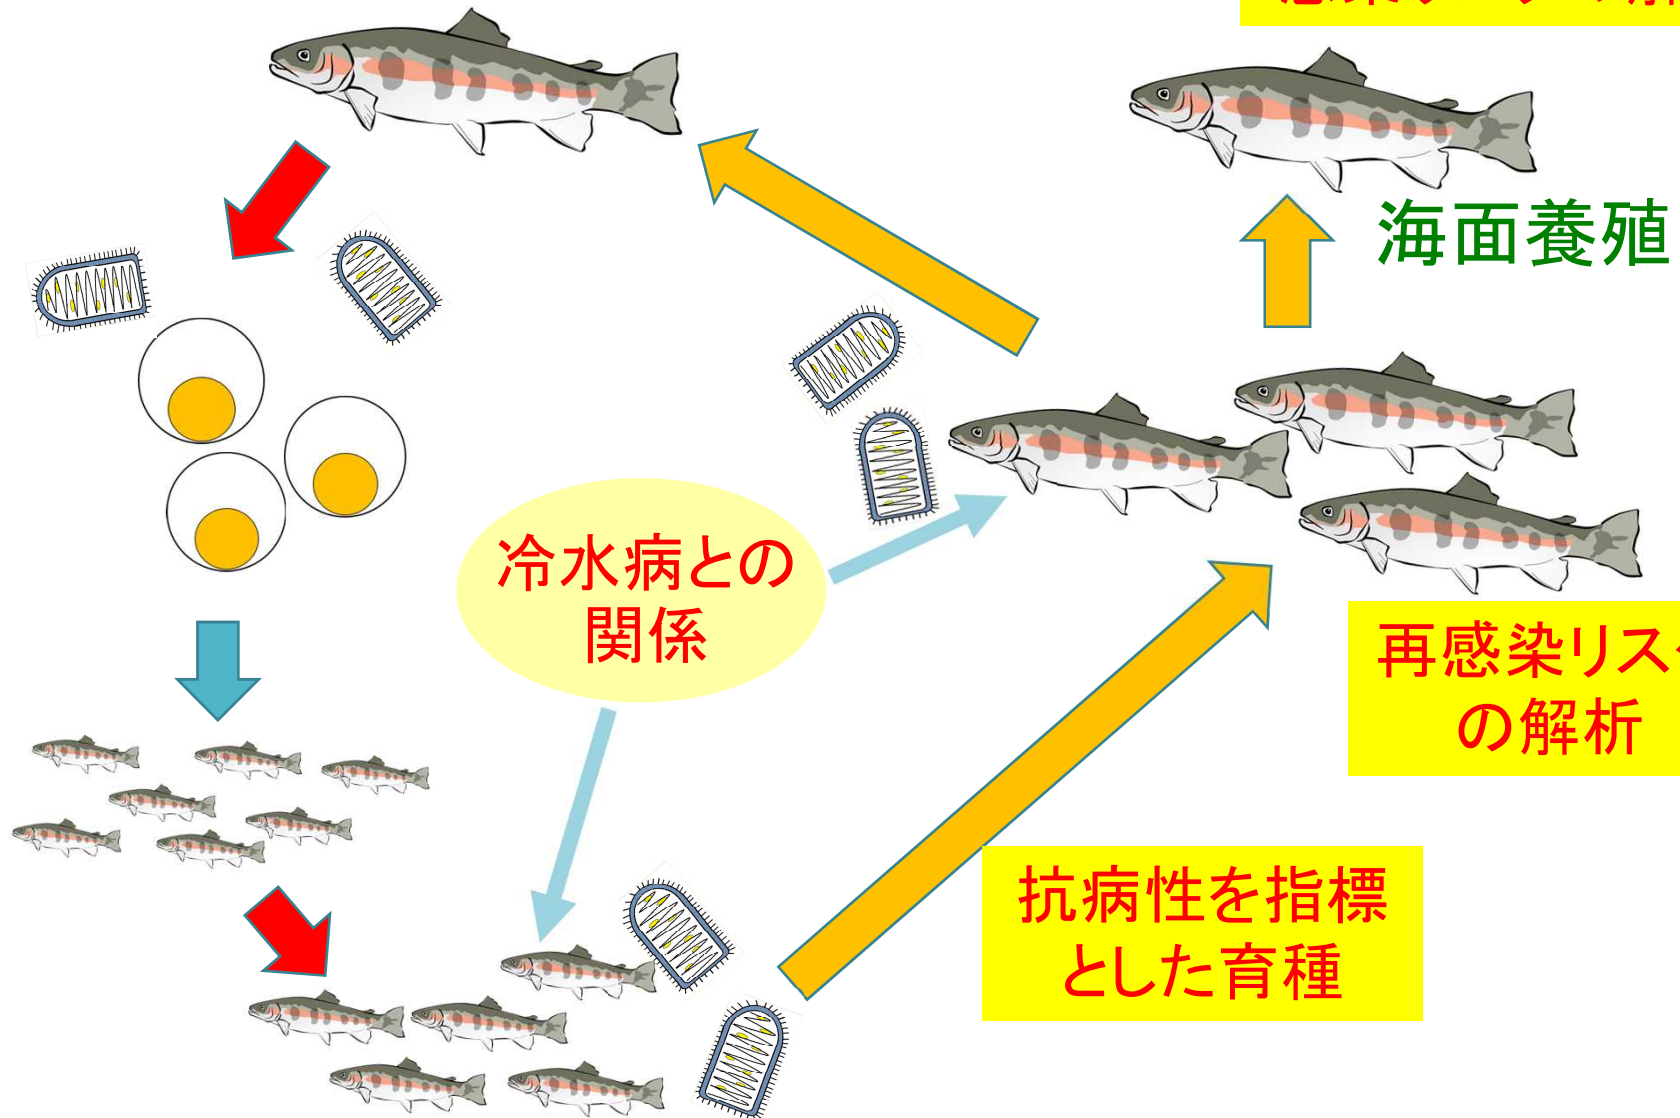 海面養殖
冷水病との
関係
再感染リスク
の解析
抗病性を指標
とした育種